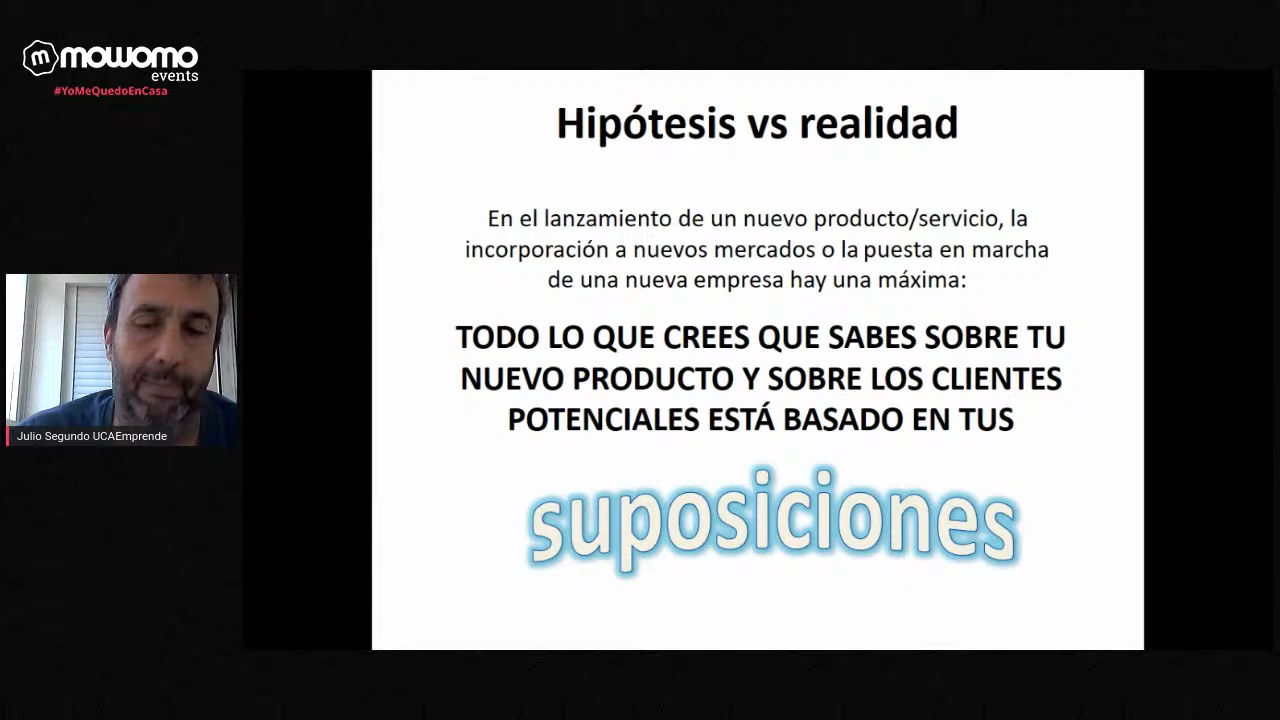 mowomo
events
#YoMeQuedoEnCasa
Hipótesis vs realidad
En el lanzamiento de un nuevo producto/servicio, la
incorporación a nuevos mercados o la puesta en marcha
de una nueva empresa hay una máxima:
TODO LO QUE CREES QUE SABES SOBRE TU
NUEVO PRODUCTO Y SOBRE LOS CLIENTES
POTENCIALES ESTÁ BASADO EN TUS
suposiciones
Julio Segundo UCAEmprende